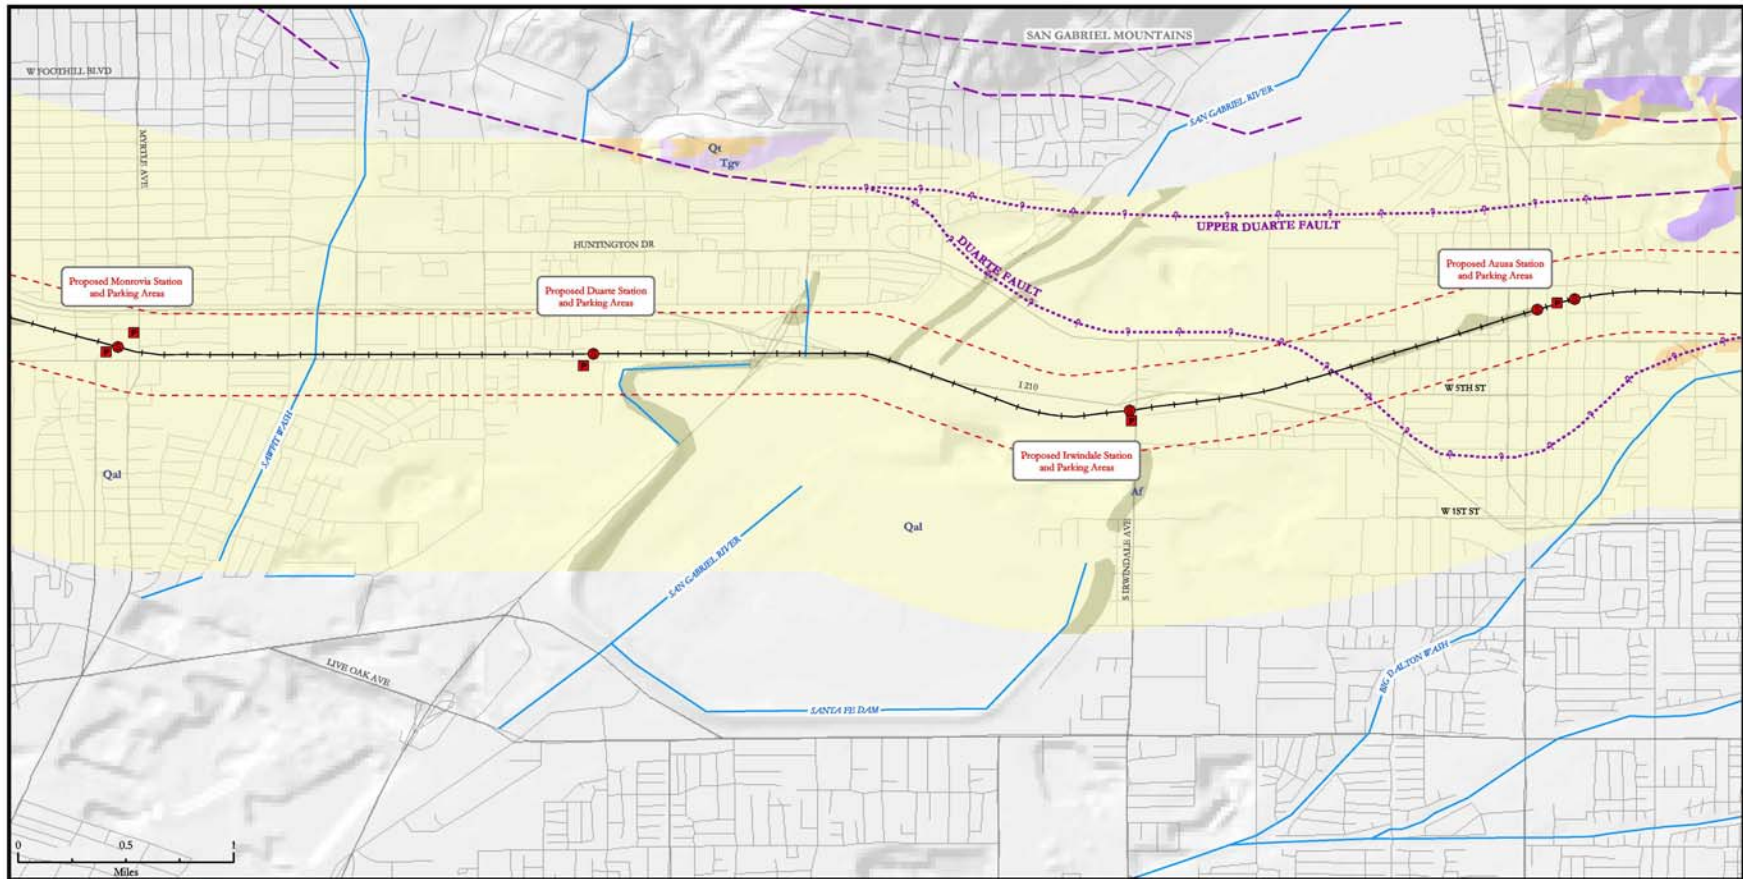 SAN GABRIEL MOUNTAINS
W FOOTHILL BLVD
SAN GABRIEL RIVER
MYRTLE AVE
Qt
Tgv
UPPER DUARTE FAULT
HUNTINGTON DR
DUARTE FAULT
Proposed Monrovia Station
and Parking Areas
Proposed Duarte Station
and Parking Areas
Proposed Azusa Station
and Parking Areas
P
P
P
P
I 210
W 5TH ST
P
SAWPIT WASH
Proposed Irwindale Station
and Parking Areas
Qal
Af
Qal
W 1ST ST
S IRWINDALE AVE
SAN GABRIEL RIVER
LIVE OAK AVE
BIG DALTON WASH
SANTA FE DAM
0 0.5 1
Miles